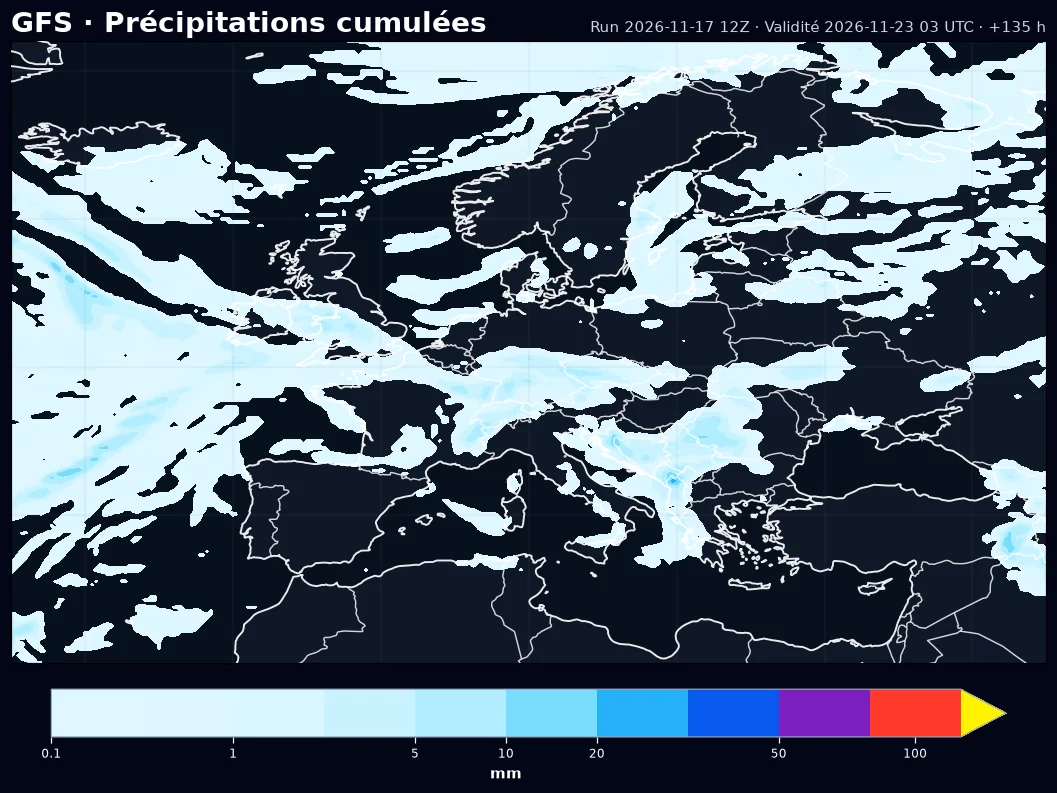 GFS · Précipitations cumulées
Run 2026-11-17 12Z · Validité 2026-11-23 03 UTC · +135 h
0.1 1 5 10 20 50 100
mm